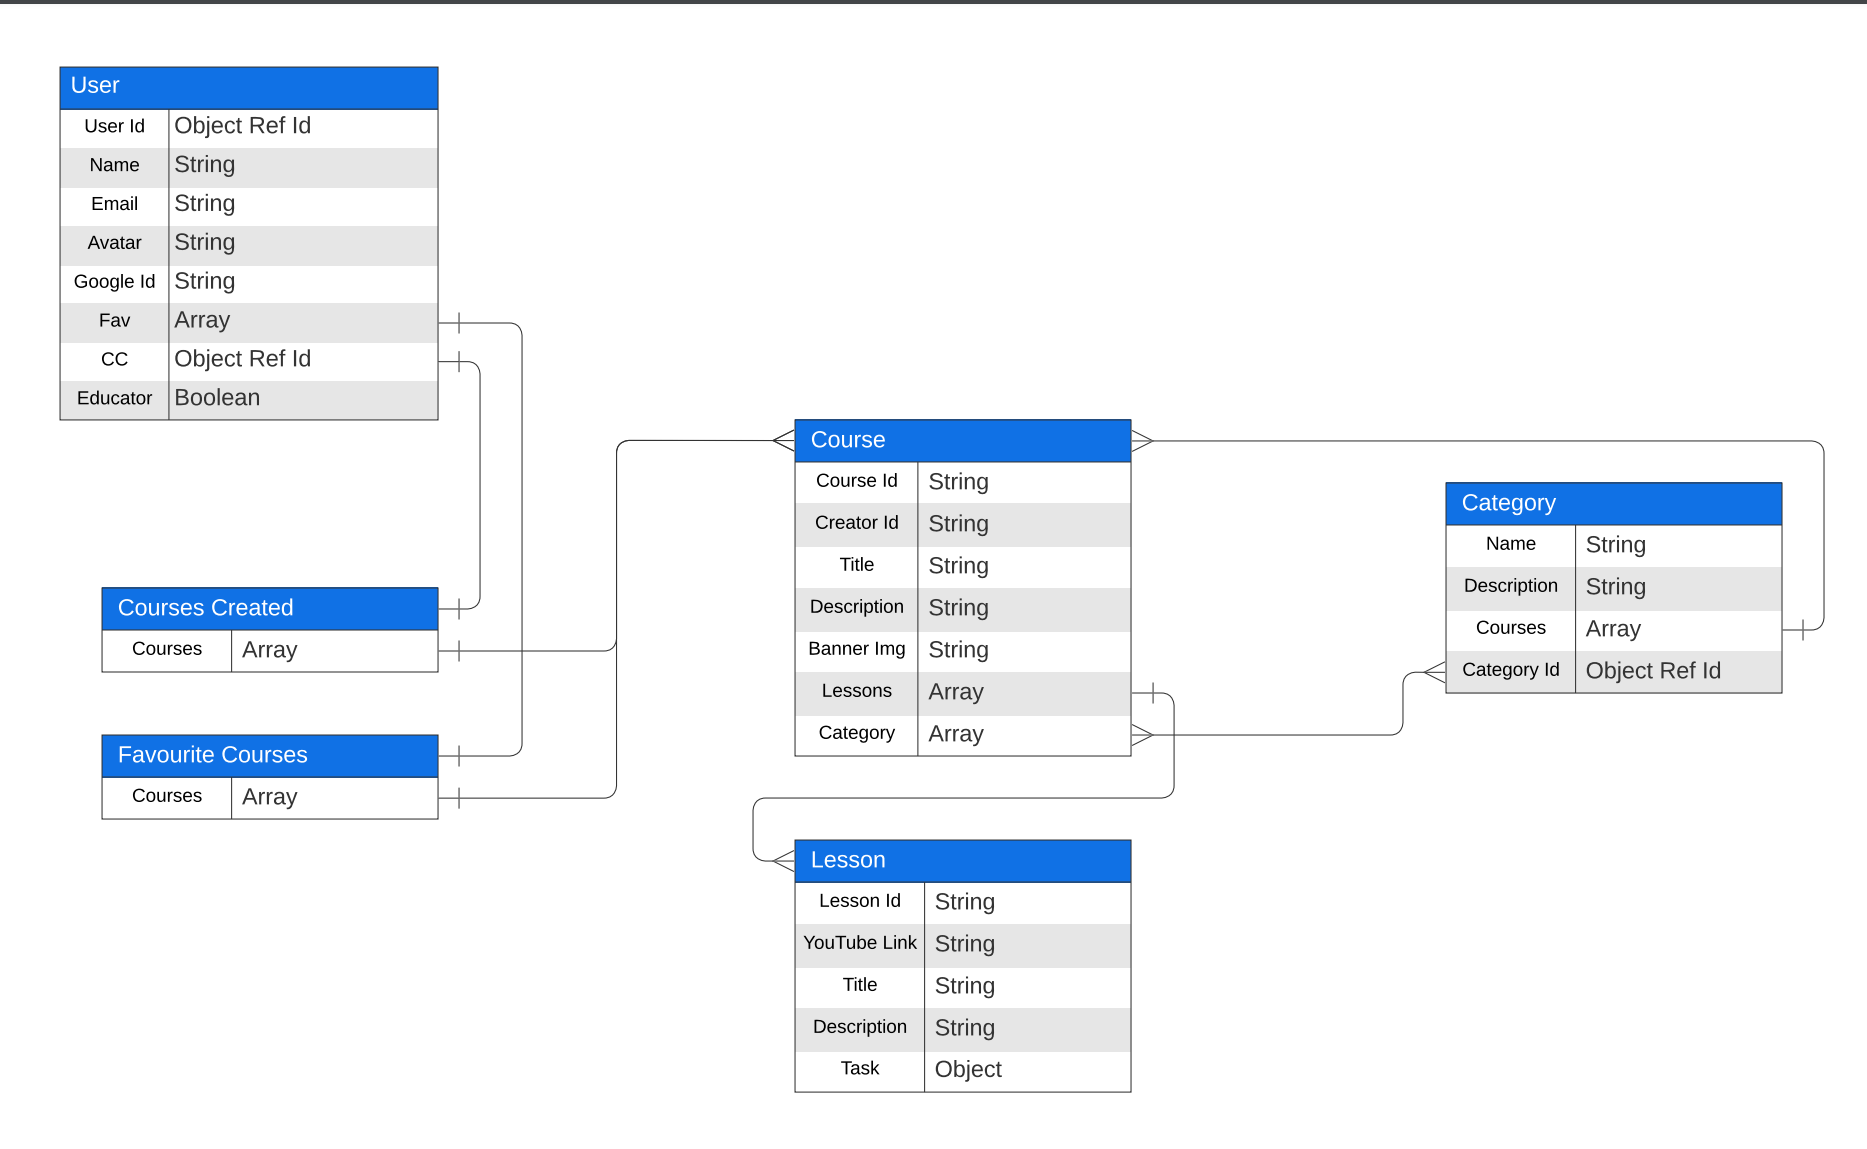 User
User Id Object Ref Id
Name String
Email String
Avatar String
Google Id String
Fav Array
CC Object Ref Id
Educator Boolean
Courses Created
Courses Array
Favourite Courses
Courses Array
Course
Course Id String
Creator Id String
Title String
Description String
Banner Img String
Lessons Array
Category Array
Lesson
Lesson Id String
YouTube Link String
Title String
Description String
Task Object
Category
Name String
Description String
Courses Array
Category Id Object Ref Id